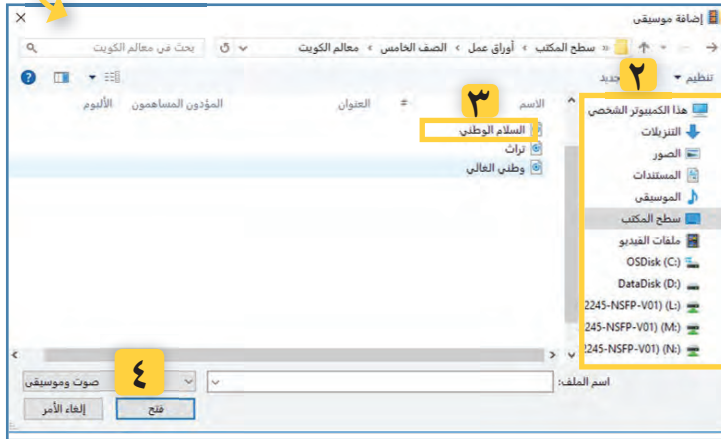 إضافة موسيقى
« سطح المكتب › أوراق عمل › الصف الخامس › معالم الكويت
بحث في معالم الكويت
تنظيم
جديد
٢
هذا الكمبيوتر الشخصي
التنزيلات
الصور
المستندات
الموسيقى
سطح المكتب
ملفات الفيديو
OSDisk (C:)
DataDisk (D:)
2245-NSFP-V01) (L:)
245-NSFP-V01) (M:)
2245-NSFP-V01) (N:)
الاسم # العنوان المؤدون المساهمون الألبوم
٣
السلام الوطني
تراث
وطني الغالي
اسم الملف:
صوت وموسيقى
٤
فتح
إلغاء الأمر